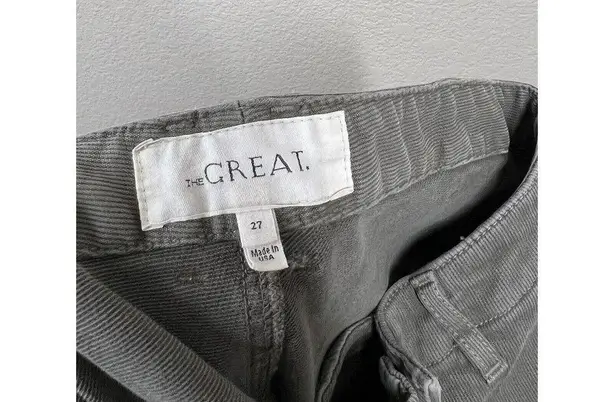 THE GREAT.
27
Made in
USA